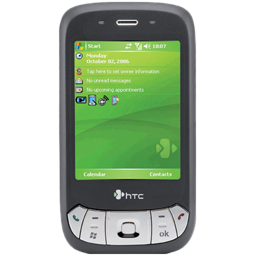 Start 18:07
Monday
October 02, 2006
Tap here to set owner information
No unread messages
No upcoming appointments
Calendar Contacts
hTC
ok